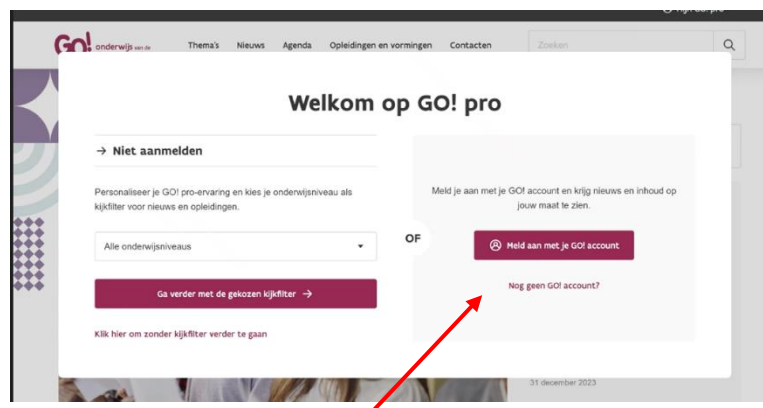 GO! onderwijs van de
Thema's
Nieuws
Agenda
Opleidingen en vormingen
Contacten
Zoeken
Welkom op GO! pro
→ Niet aanmelden
Personaliseer je GO! pro-ervaring en kies je onderwijsniveau als
kijkfilter voor nieuws en opleidingen.
Alle onderwijsniveaus
Ga verder met de gekozen kijkfilter →
Klik hier om zonder kijkfilter verder te gaan
OF
Meld je aan met je GO! account en krijg nieuws en inhoud op
jouw maat te zien.
Meld aan met je GO! account
Nog geen GO! account?
31 december 2023